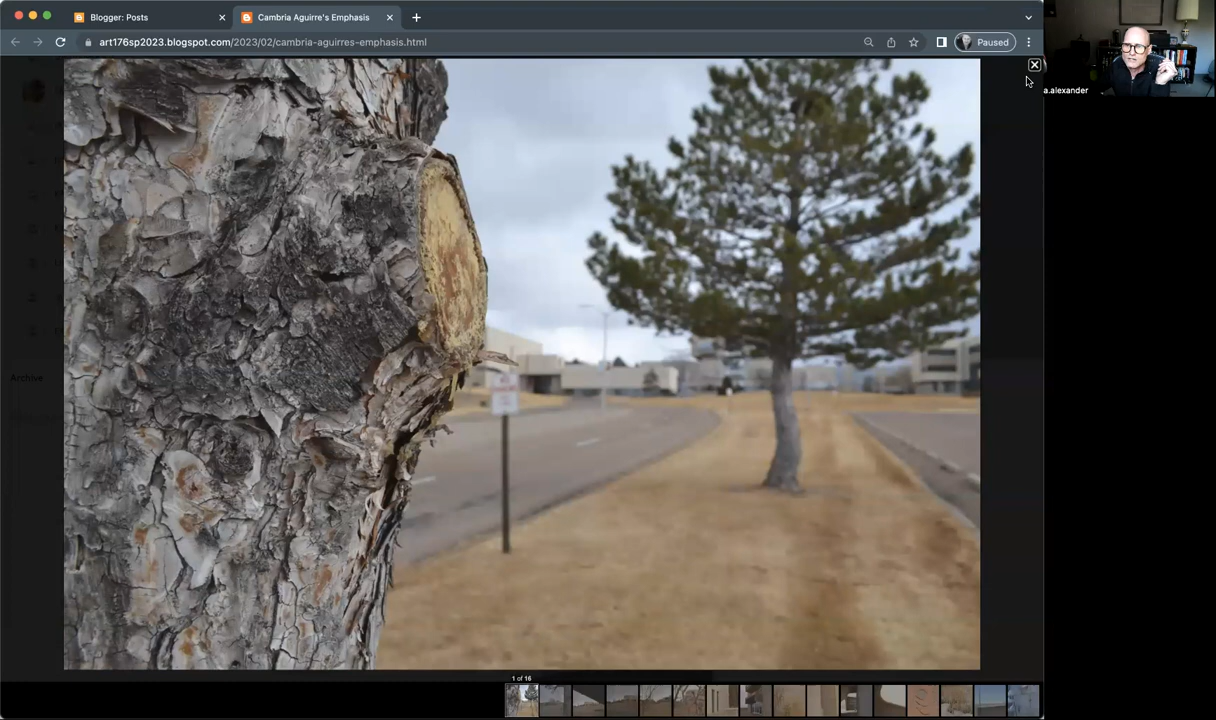 Blogger: Posts
Cambria Aguirre's Emphasis
art176sp2023.blogspot.com/2023/02/cambria-aguirres-emphasis.html
Paused
a.alexander
Archive
1 of 16